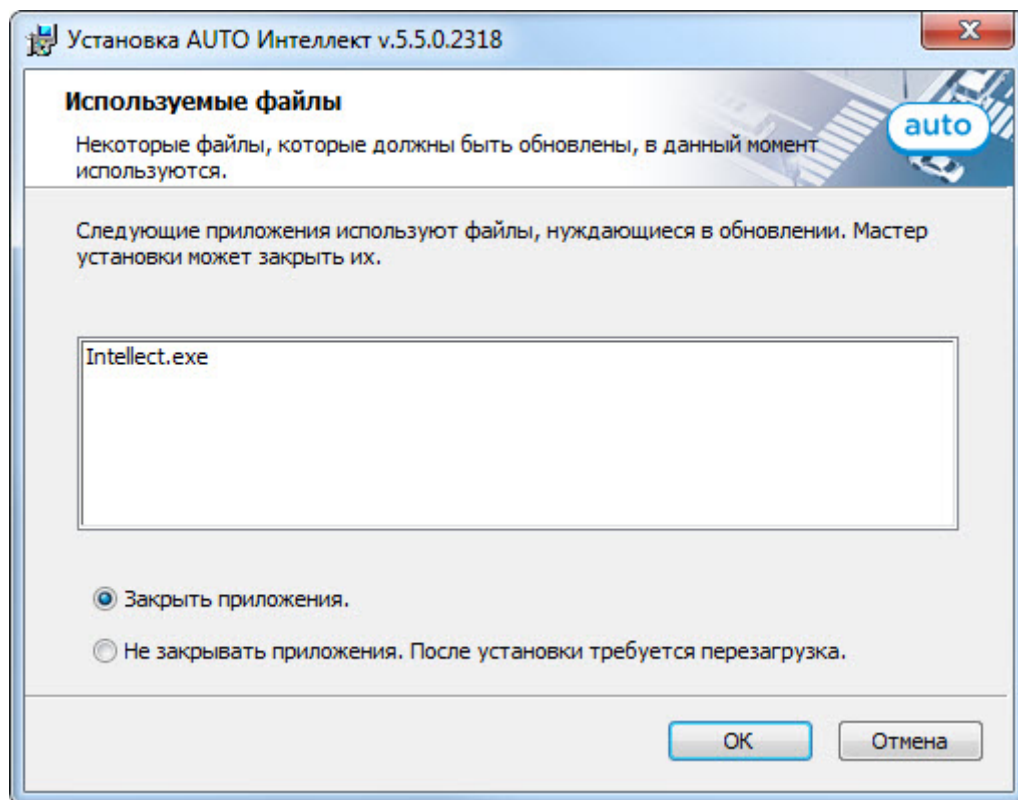 Установка AUTO Интеллект v.5.5.0.2318
Используемые файлы
auto
Некоторые файлы, которые должны быть обновлены, в данный момент
используются.
Следующие приложения используют файлы, нуждающиеся в обновлении. Мастер
установки может закрыть их.
Intellect.exe
Закрыть приложения.
Не закрывать приложения. После установки требуется перезагрузка.
ОК
Отмена